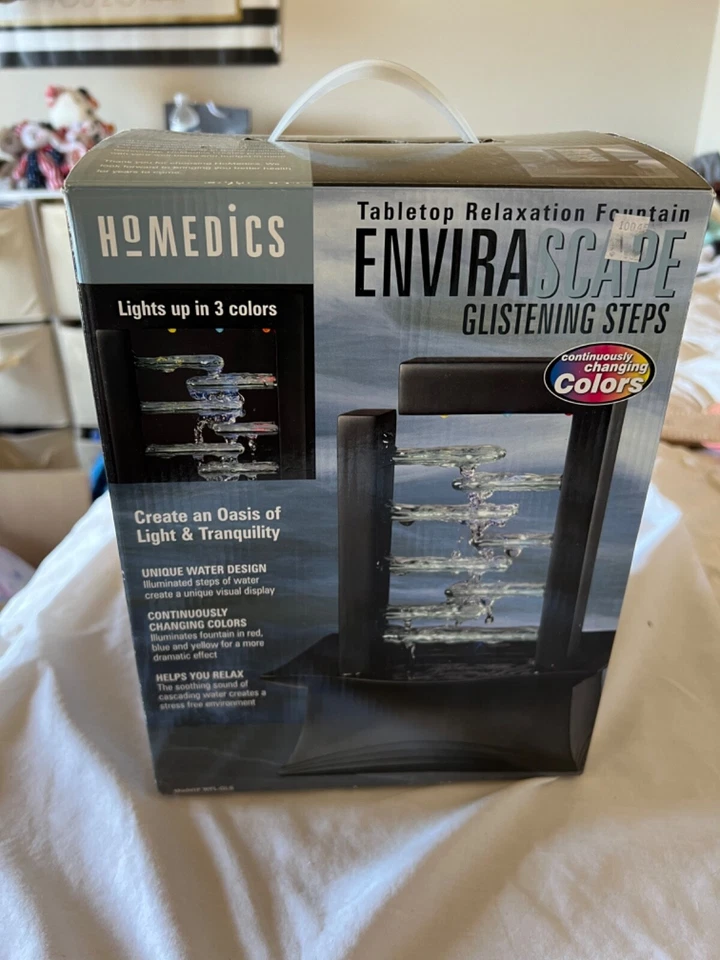 HoMEDiCS
Lights up in 3 colors
Create an Oasis of
Light & Tranquility
UNIQUE WATER DESIGN
Illuminated steps of water
create a unique visual display
CONTINUOUSLY
CHANGING COLORS
Illuminates fountain in red,
blue and yellow for a more
dramatic effect
HELPS YOU RELAX
The soothing sound of
cascading water creates a
stress free environment
Tabletop Relaxation Fountain
ENVIRASCAPE
GLISTENING STEPS
continuously
changing
Colors